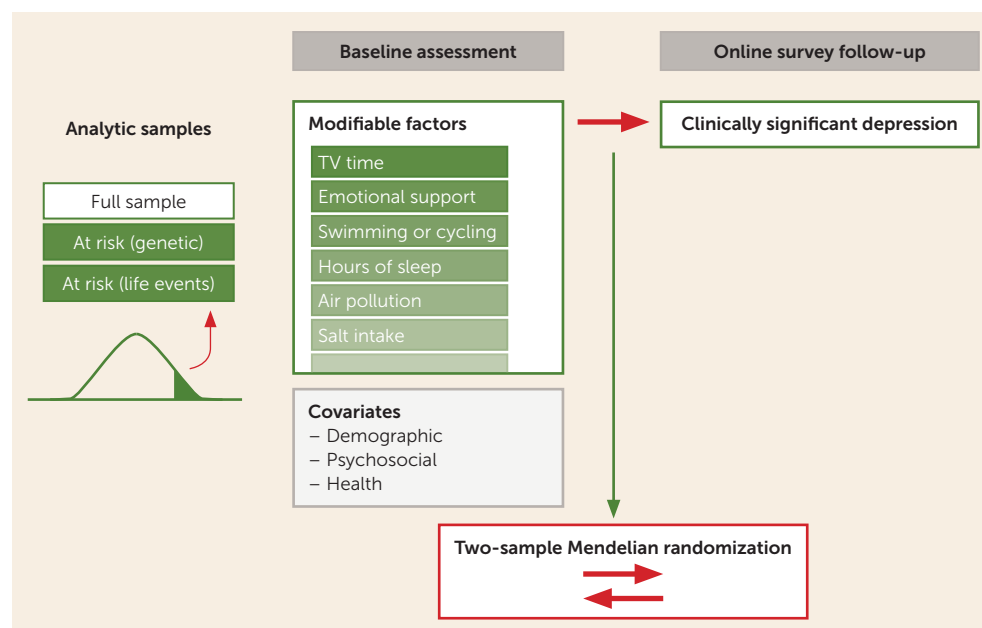 Baseline assessment
Online survey follow-up
Analytic samples
Full sample
At risk (genetic)
At risk (life events)
Modifiable factors
TV time
Emotional support
Swimming or cycling
Hours of sleep
Air pollution
Salt intake
Covariates
– Demographic
– Psychosocial
– Health
Clinically significant depression
Two-sample Mendelian randomization